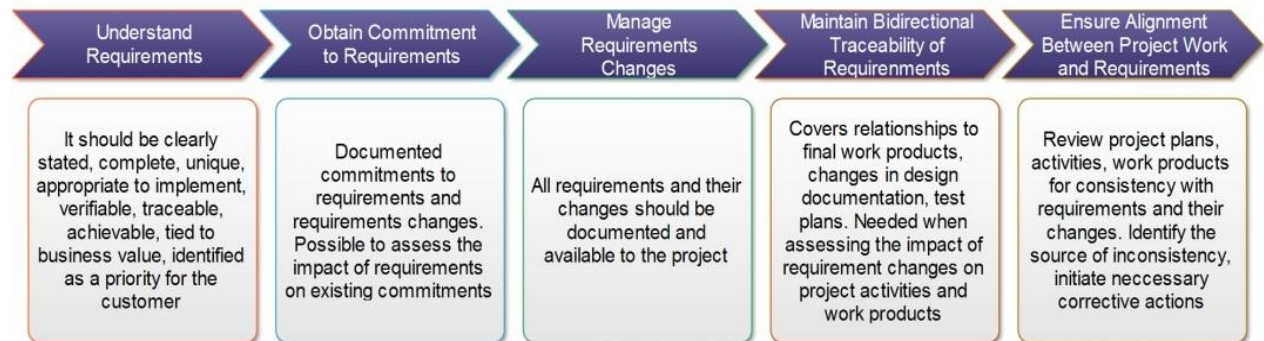 Understand
Requirements
Obtain Commitment
to Requirements
Manage
Requirements
Changes
Maintain Bidirectional
Traceability of
Requirenments
Ensure Alignment
Between Project Work
and Requirements
It should be clearly
stated, complete, unique,
appropriate to implement,
verifiable, traceable,
achievable, tied to
business value, identified
as a priority for the
customer
Documented
commitments to
requirements and
requirements changes.
Possible to assess the
impact of requirements
on existing commitments
All requirements and their
changes should be
documented and
available to the project
Covers relationships to
final work products,
changes in design
documentation, test
plans. Needed when
assessing the impact of
requirement changes on
project activities and
work products
Review project plans,
activities, work products
for consistency with
requirements and their
changes. Identify the
source of inconsistency,
initiate neccessary
corrective actions